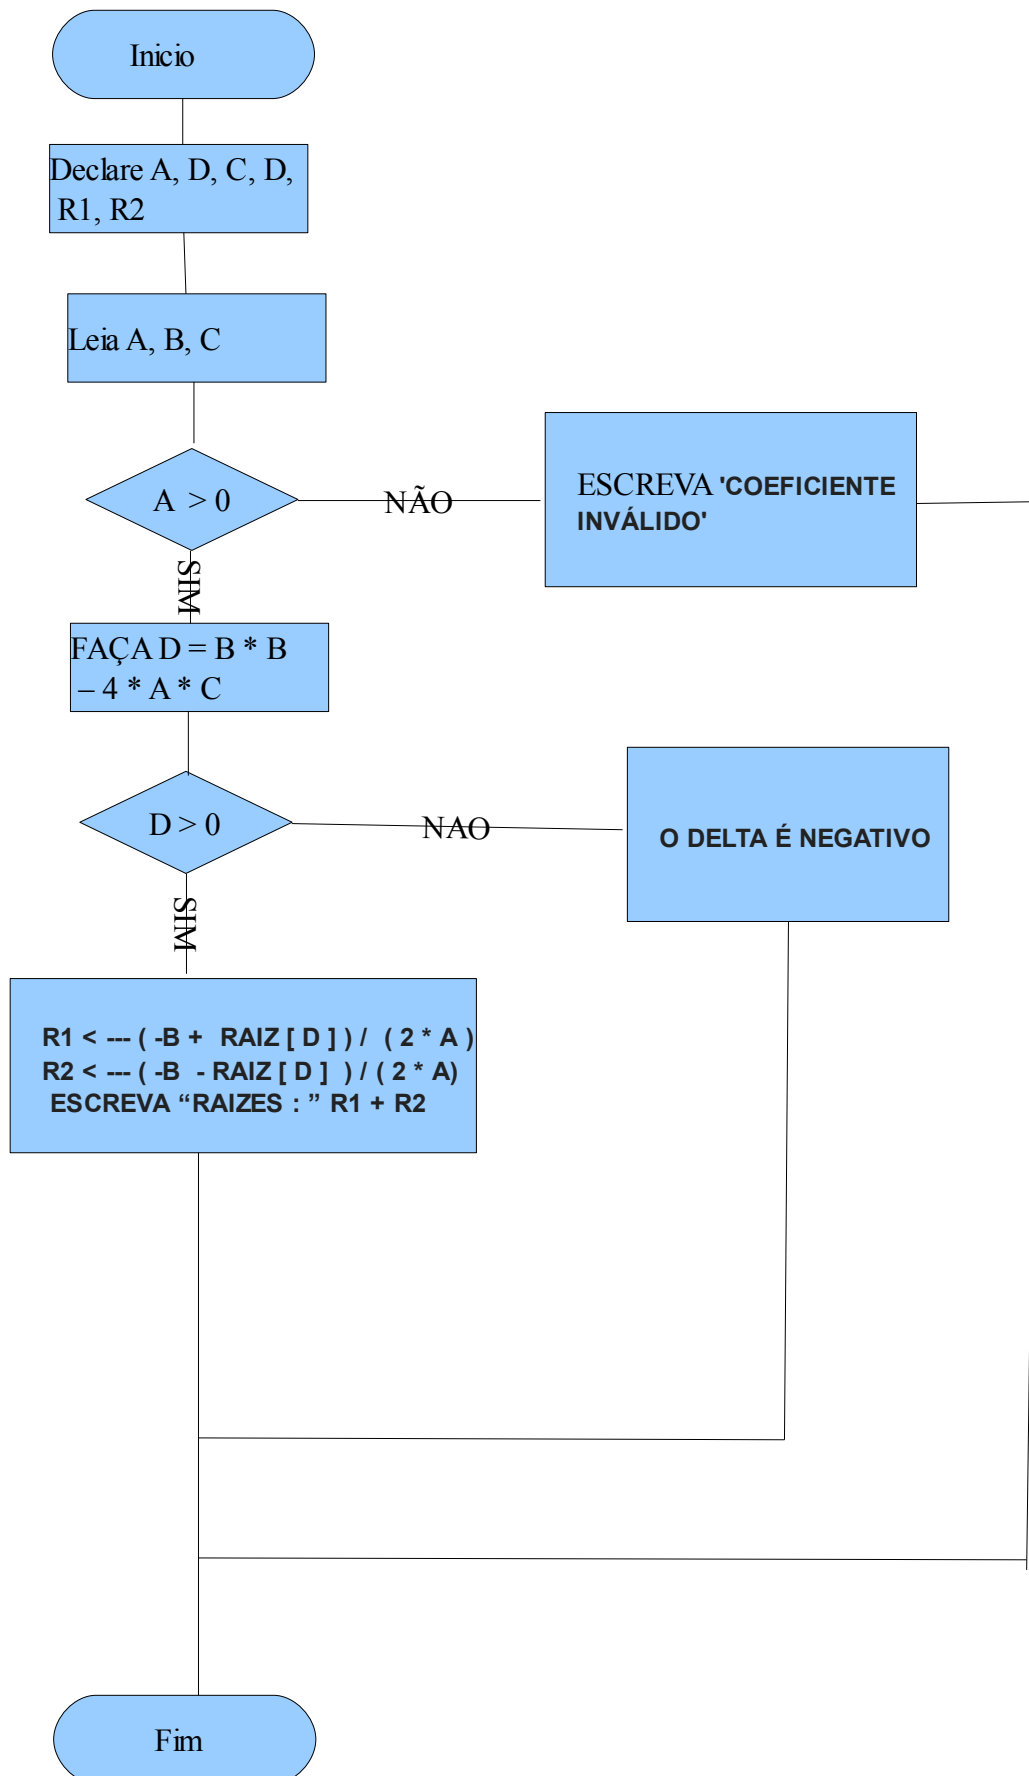 Inicio
Declare A, D, C, D,
R1, R2
Leia A, B, C
A > 0
NÃO
ESCREVA 'COEFICIENTE
INVÁLIDO'
SIM
FAÇA D = B * B
– 4 * A * C
D > 0
NAO
O DELTA É NEGATIVO
SIM
R1 < --- ( -B + RAIZ [ D ] ) / ( 2 * A )
R2 < --- ( -B - RAIZ [ D ] ) / ( 2 * A)
ESCREVA “RAIZES : ” R1 + R2
Fim